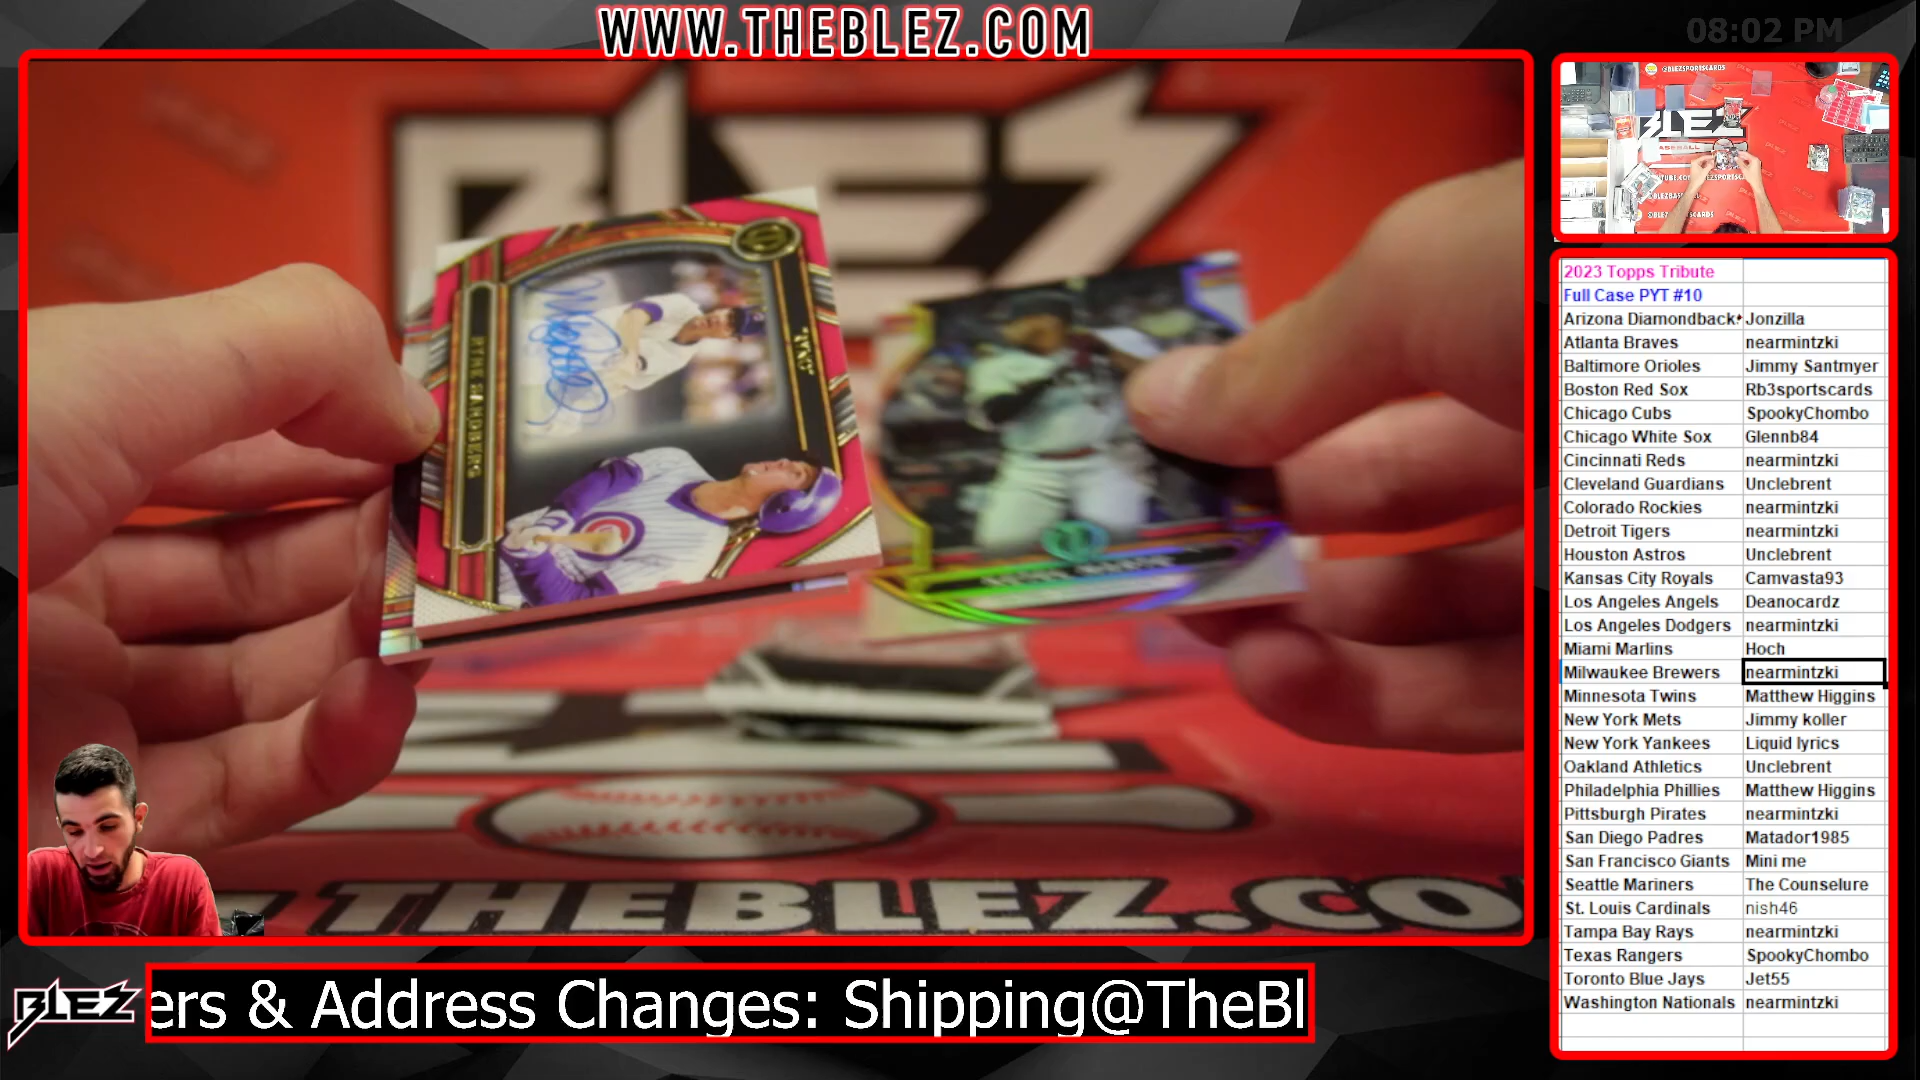 WWW.THEBLEZ.COM
08:02 PM
BLEZ
RYNE SANDBERG
THEBLEZ.CO
BLEZ
ers & Address Changes: Shipping@TheBl
@BLEZSPORTSCARDS
BLEZ
2023 Topps Tribute
Full Case PYT #10
Arizona Diamondback Jonzilla
Atlanta Braves nearmintzki
Baltimore Orioles Jimmy Santmyer
Boston Red Sox Rb3sportscards
Chicago Cubs SpookyChombo
Chicago White Sox Glennb84
Cincinnati Reds nearmintzki
Cleveland Guardians Unclebrent
Colorado Rockies nearmintzki
Detroit Tigers nearmintzki
Houston Astros Unclebrent
Kansas City Royals Camvasta93
Los Angeles Angels Deanocardz
Los Angeles Dodgers nearmintzki
Miami Marlins Hoch
Milwaukee Brewers nearmintzki
Minnesota Twins Matthew Higgins
New York Mets Jimmy koller
New York Yankees Liquid lyrics
Oakland Athletics Unclebrent
Philadelphia Phillies Matthew Higgins
Pittsburgh Pirates nearmintzki
San Diego Padres Matador1985
San Francisco Giants Mini me
Seattle Mariners The Counselure
St. Louis Cardinals nish46
Tampa Bay Rays nearmintzki
Texas Rangers SpookyChombo
Toronto Blue Jays Jet55
Washington Nationals nearmintzki